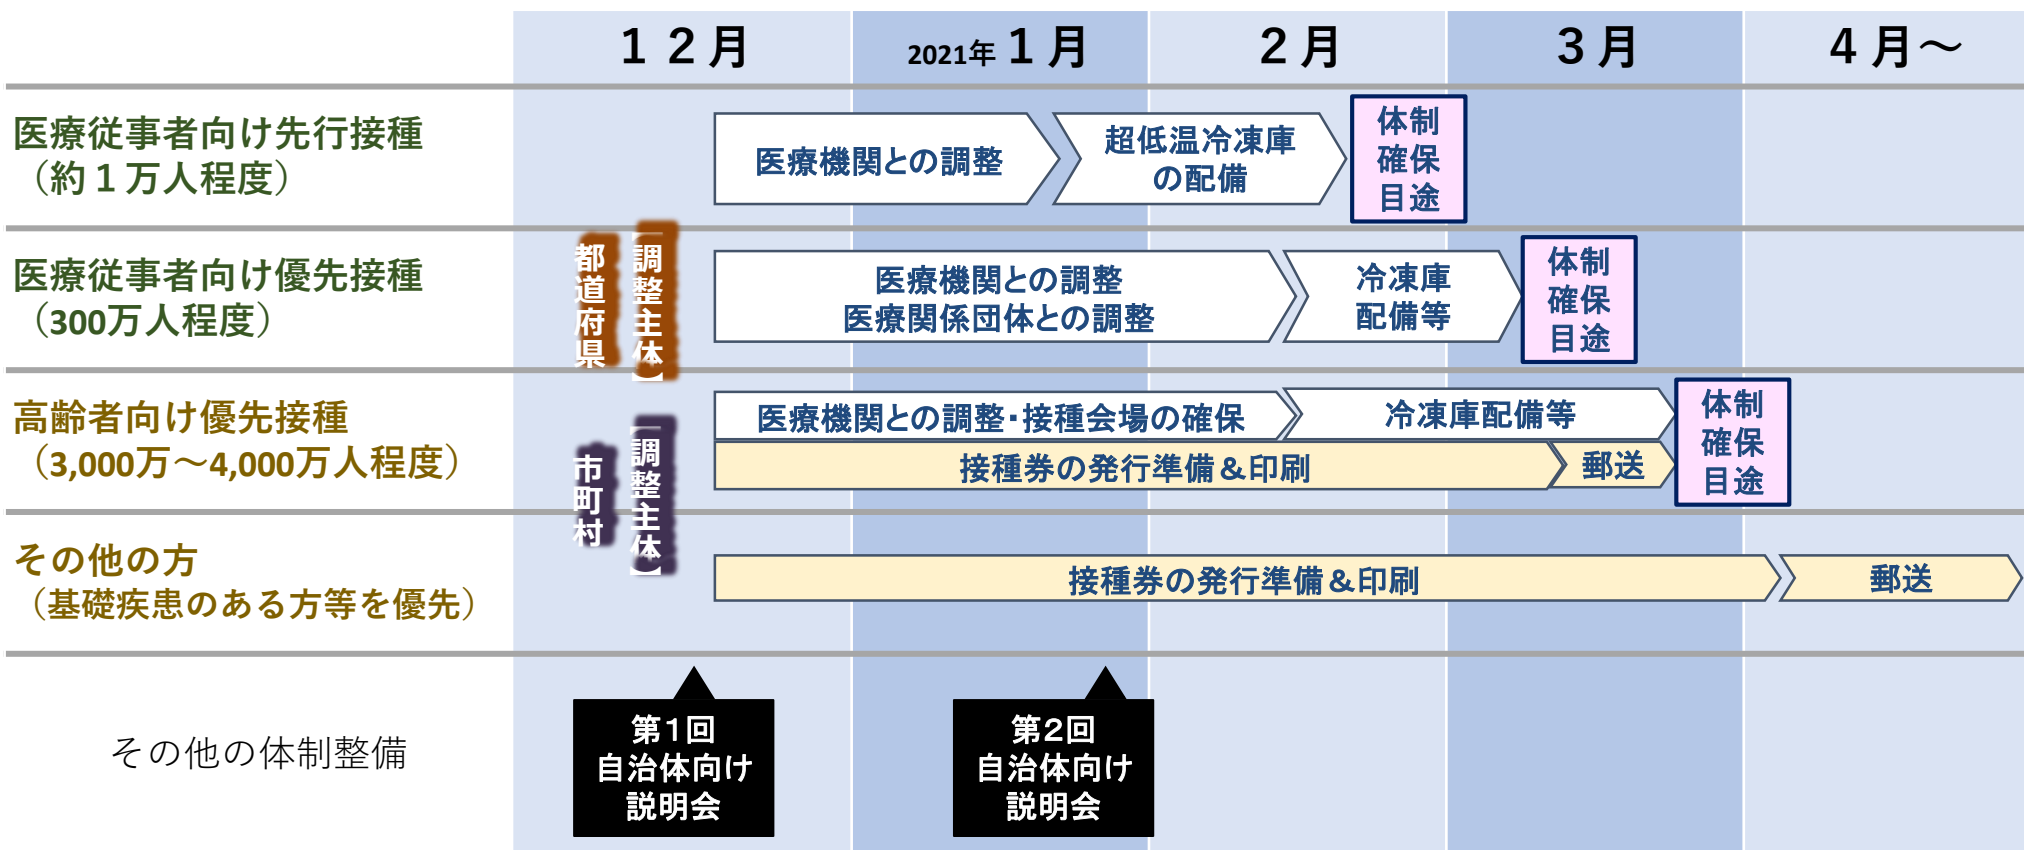 １２月
2021年 １月
２月
３月
４月～
医療従事者向け先行接種
（約１万人程度）
医療機関との調整
超低温冷凍庫
の配備
体制
確保
目途
医療従事者向け優先接種
（300万人程度）
【調整主体】
都道府県
医療機関との調整
医療関係団体との調整
冷凍庫
配備等
体制
確保
目途
高齢者向け優先接種
（3,000万～4,000万人程度）
【調整主体】
市町村
医療機関との調整・接種会場の確保
冷凍庫配備等
接種券の発行準備＆印刷
郵送
体制
確保
目途
その他の方
（基礎疾患のある方等を優先）
接種券の発行準備＆印刷
郵送
その他の体制整備
第１回
自治体向け
説明会
第２回
自治体向け
説明会